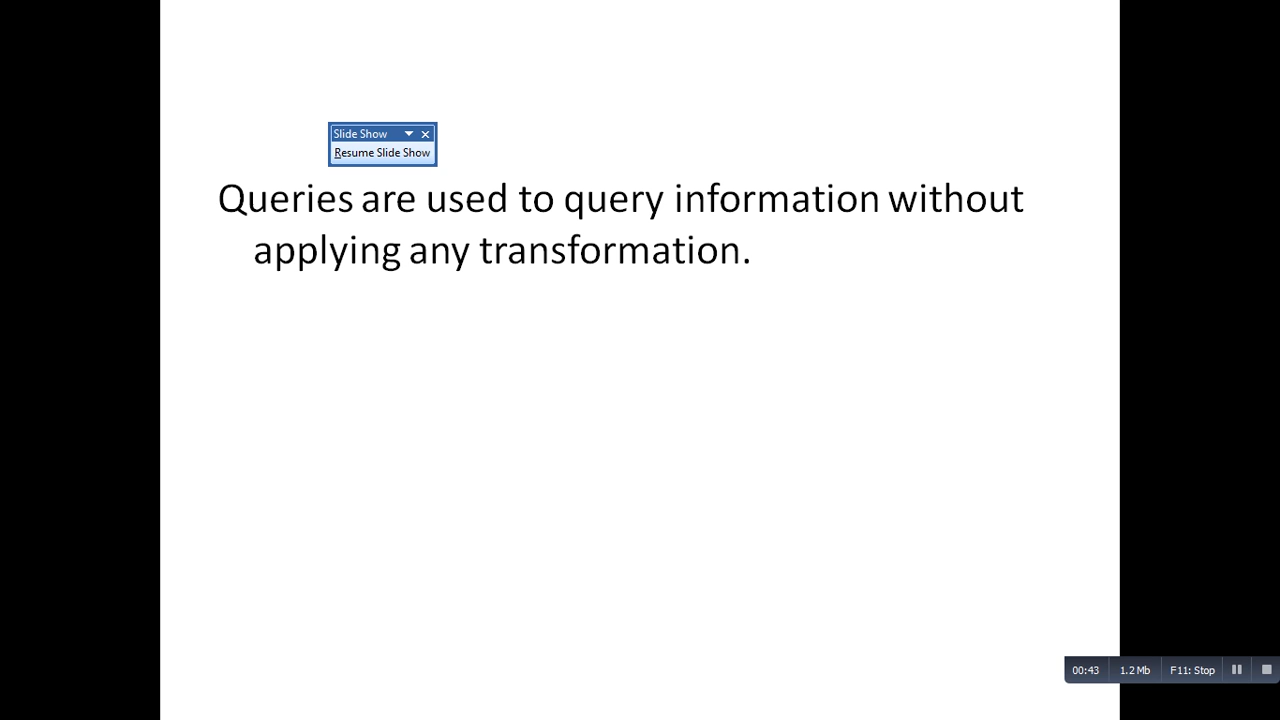 Slide Show
Resume Slide Show
Queries are used to query information without
applying any transformation.
00:43 1.2 Mb F11: Stop